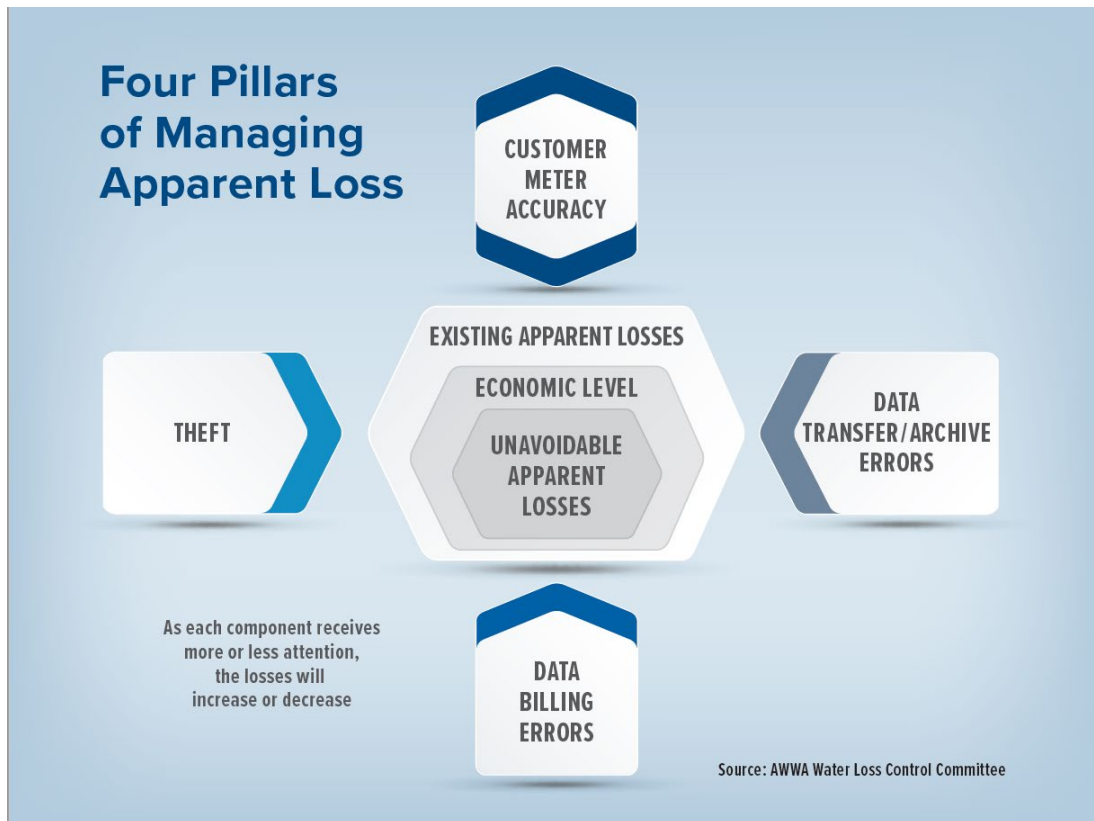 Four Pillars
of Managing
Apparent Loss
CUSTOMER
METER
ACCURACY
EXISTING APPARENT LOSSES
ECONOMIC LEVEL
UNAVOIDABLE
APPARENT
LOSSES
THEFT
DATA
TRANSFER/ARCHIVE
ERRORS
As each component receives
more or less attention,
the losses will
increase or decrease
DATA
BILLING
ERRORS
Source: AWWA Water Loss Control Committee